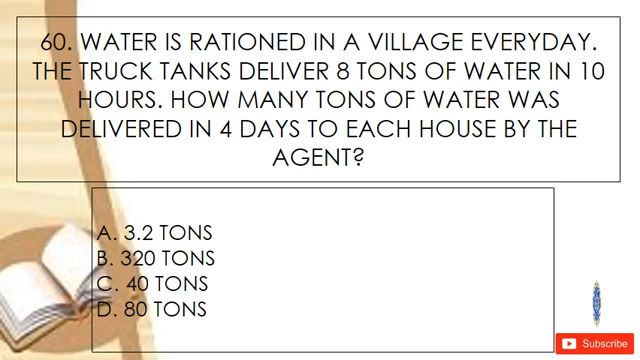 60. WATER IS RATIONED IN A VILLAGE EVERYDAY.
THE TRUCK TANKS DELIVER 8 TONS OF WATER IN 10
HOURS. HOW MANY TONS OF WATER WAS
DELIVERED IN 4 DAYS TO EACH HOUSE BY THE
AGENT?
A. 3.2 TONS
B. 320 TONS
C. 40 TONS
D. 80 TONS
Subscribe